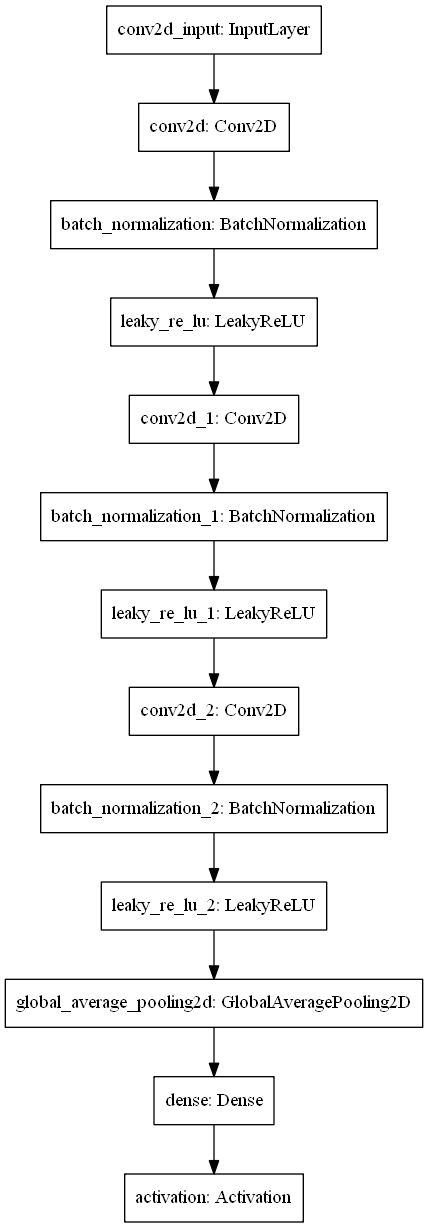 conv2d_input: InputLayer
conv2d: Conv2D
batch_normalization: BatchNormalization
leaky_re_lu: LeakyReLU
conv2d_1: Conv2D
batch_normalization_1: BatchNormalization
leaky_re_lu_1: LeakyReLU
conv2d_2: Conv2D
batch_normalization_2: BatchNormalization
leaky_re_lu_2: LeakyReLU
global_average_pooling2d: GlobalAveragePooling2D
dense: Dense
activation: Activation